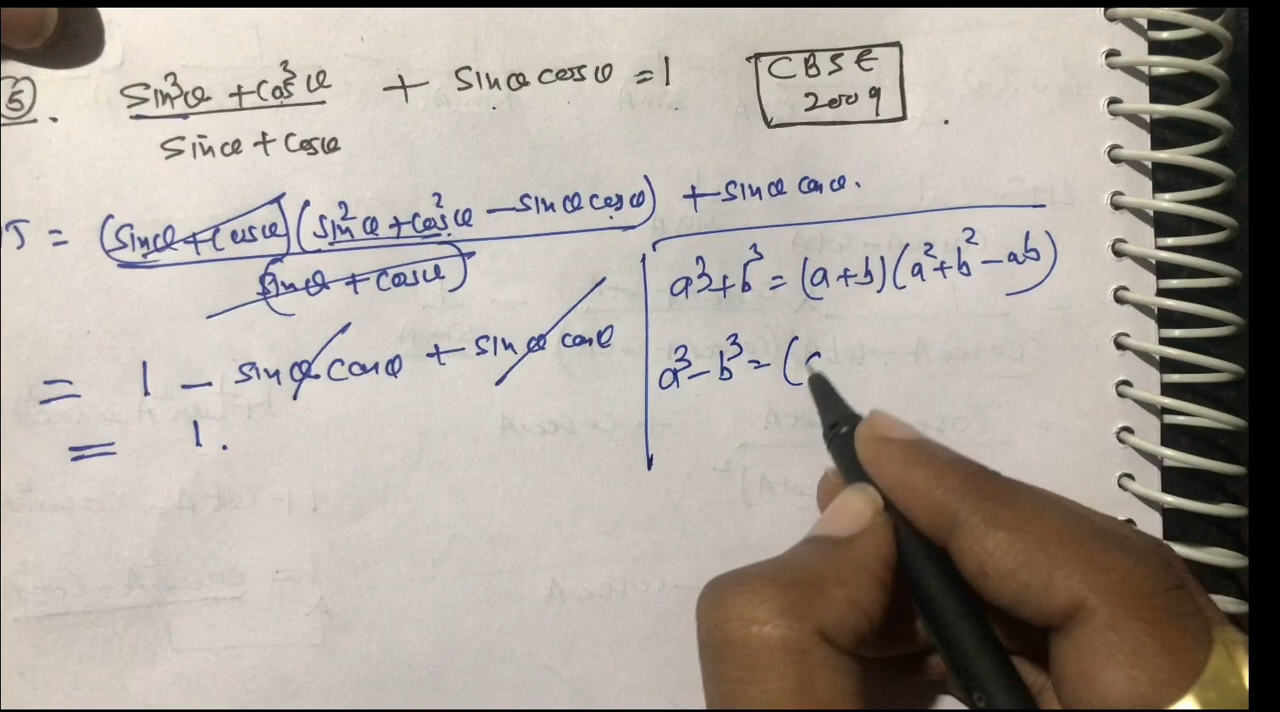 5. sin³θ + cos³θ / sinθ + cosθ + sinθ cosθ = 1
CBSE
2009
= (sinθ + cosθ)(sin²θ + cos²θ - sinθ cosθ) / (sinθ + cosθ) + sinθ cosθ.
= 1 - sinθ cosθ + sinθ cosθ
= 1.
a³ + b³ = (a+b)(a² + b² - ab)
a³ - b³ = (